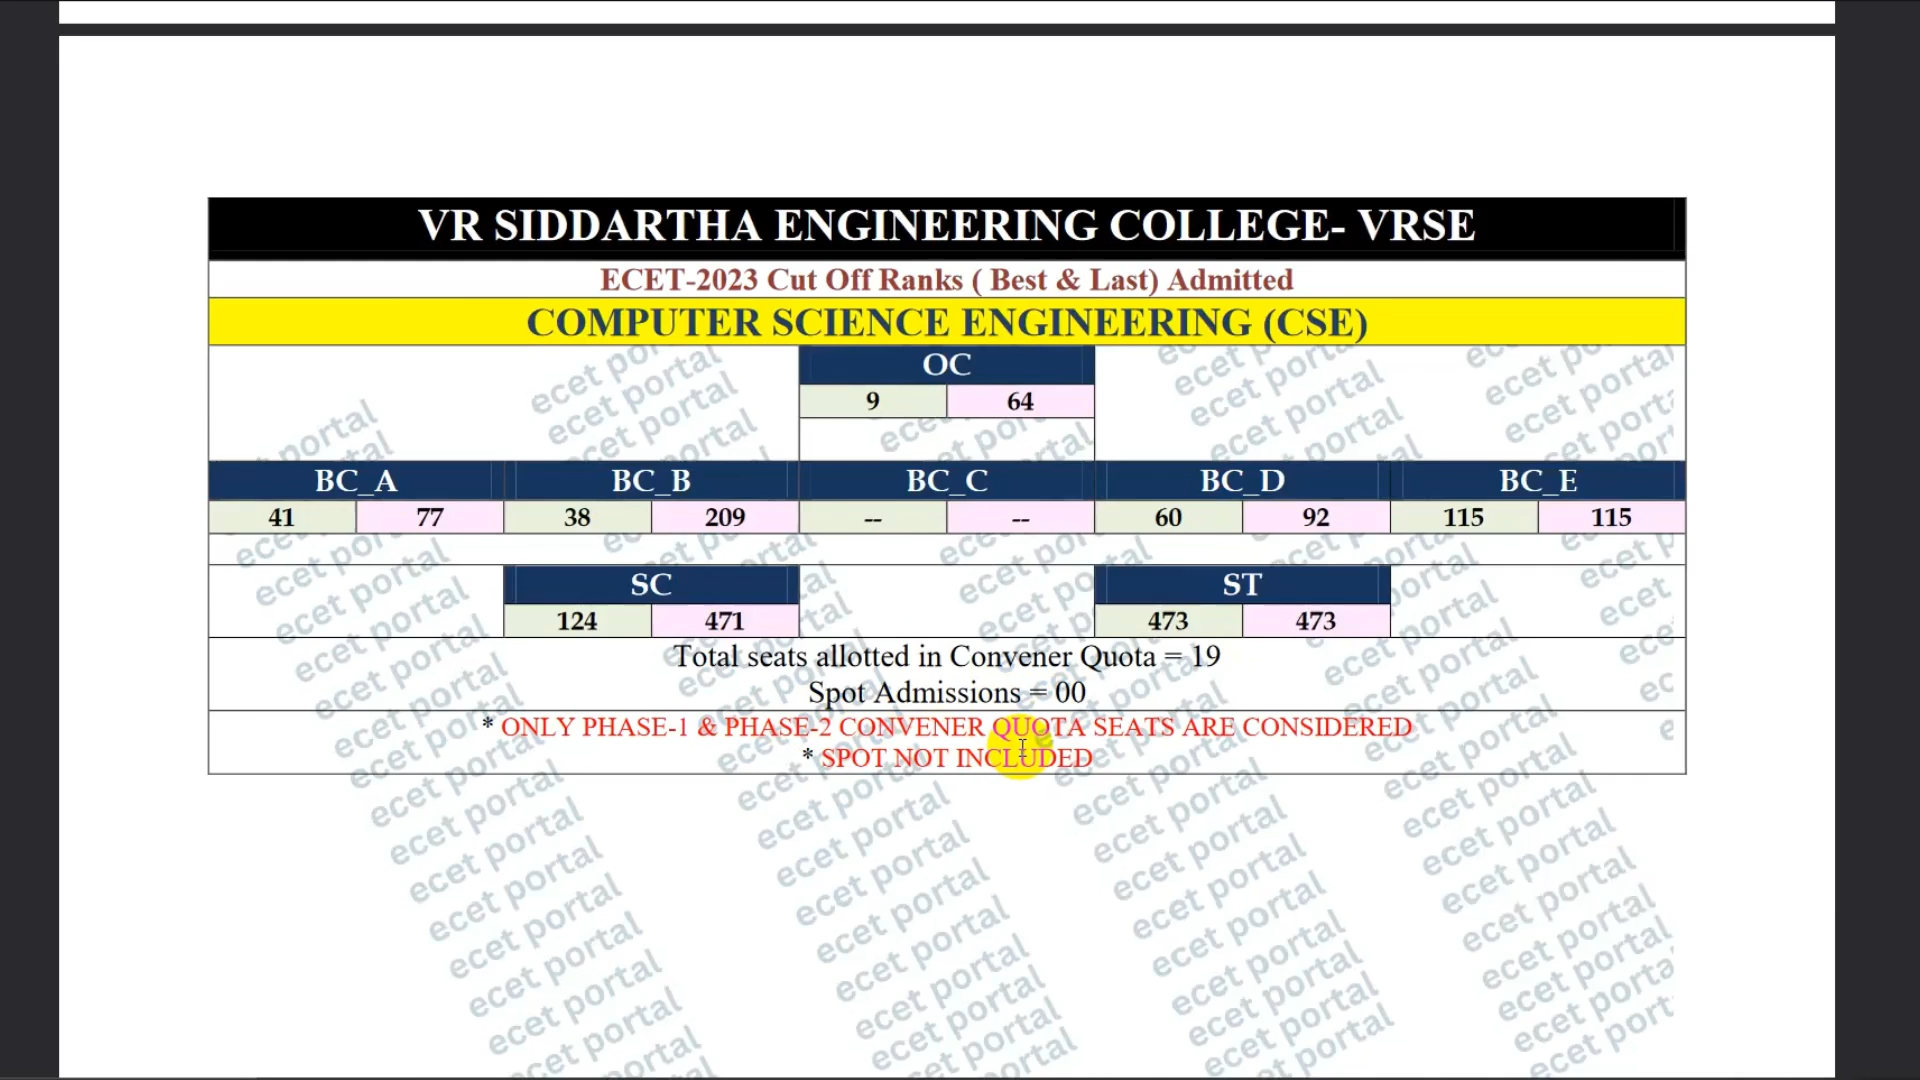 VR SIDDARTHA ENGINEERING COLLEGE- VRSE
ECET-2023 Cut Off Ranks ( Best & Last) Admitted
COMPUTER SCIENCE ENGINEERING (CSE)
OC
9 64
BC_A BC_B BC_C BC_D BC_E
41 77 38 209 -- -- 60 92 115 115
SC ST
124 471 473 473
Total seats allotted in Convener Quota = 19
Spot Admissions = 00
* ONLY PHASE-1 & PHASE-2 CONVENER QUOTA SEATS ARE CONSIDERED
* SPOT NOT INCLUDED
ecet portal